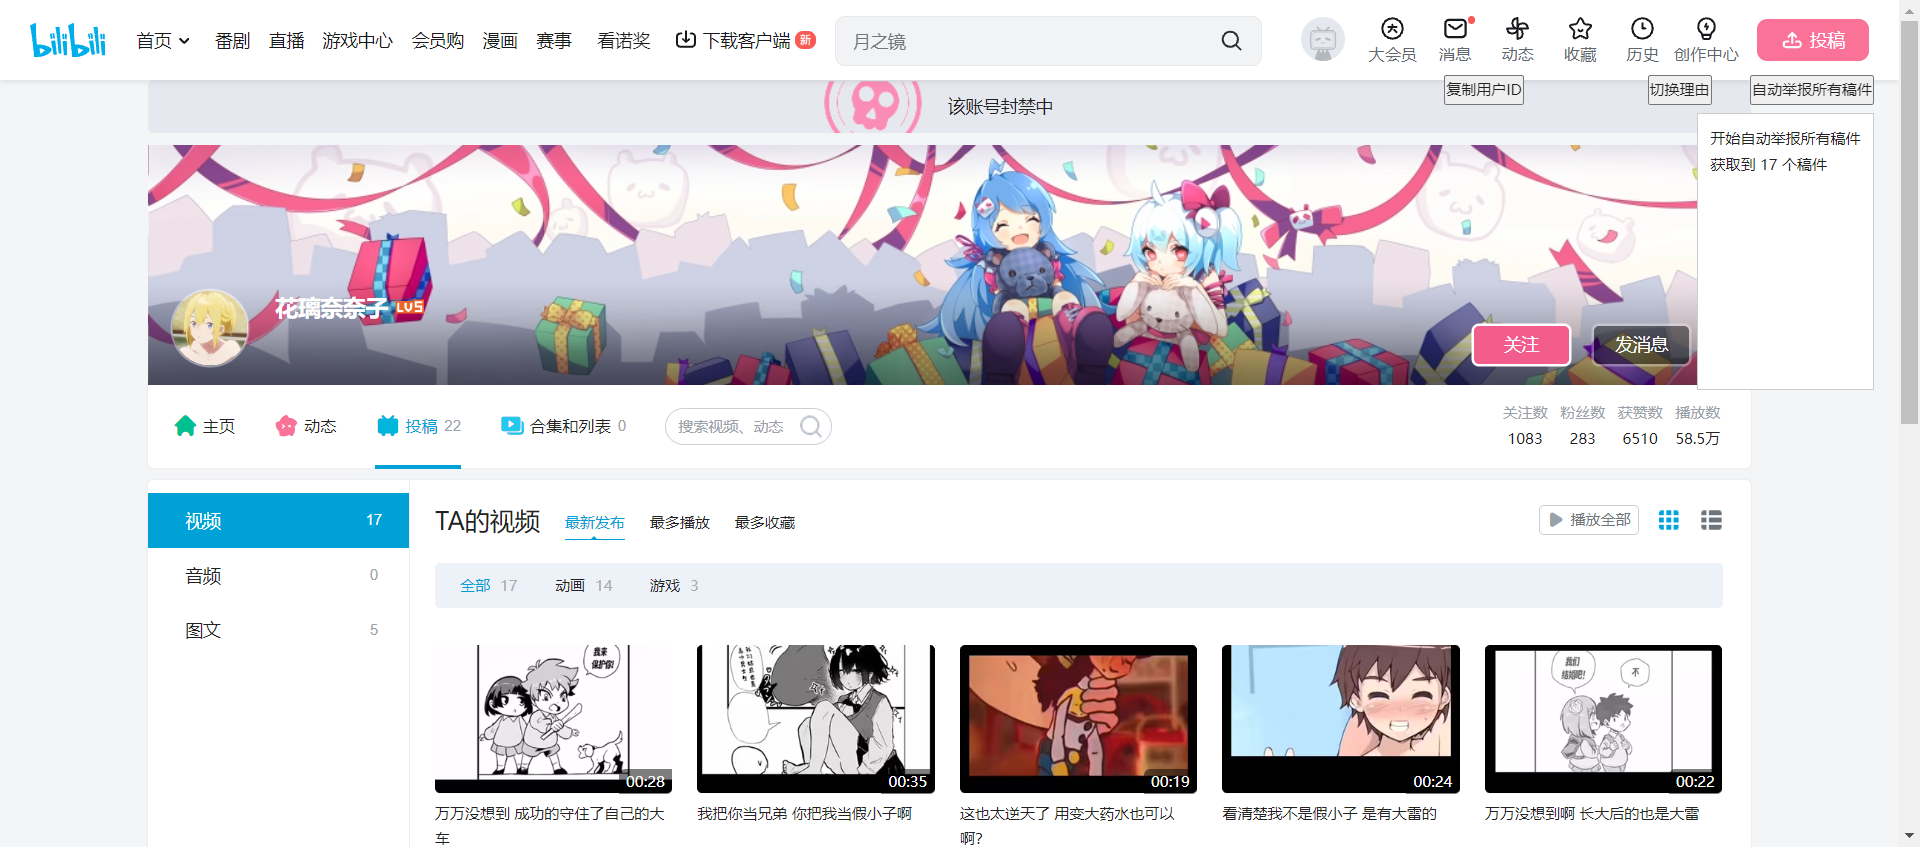 bilibili
首页 番剧 直播 游戏中心 会员购 漫画 赛事 看诺奖 下载客户端 新
月之镜
大会员 消息 动态 收藏 历史 创作中心 投稿
复制用户ID 切换理由 自动举报所有稿件
该账号封禁中
开始自动举报所有稿件
获取到 17 个稿件
花璃奈奈子 LV5
关注 发消息
主页 动态 投稿 22 合集和列表 0 搜索视频、动态
关注数 粉丝数 获赞数 播放数
1083 283 6510 58.5万
视频 17
音频 0
图文 5
TA的视频 最新发布 最多播放 最多收藏 播放全部
全部 17 动画 14 游戏 3
我来
保护你!
00:28
万万没想到 成功的守住了自己的大
车
00:35
我把你当兄弟 你把我当假小子啊
00:19
这也太逆天了 用变大药水也可以
啊?
00:24
看清楚我不是假小子 是有大雷的
我们
结婚吧!
不
00:22
万万没想到啊 长大后的也是大雷